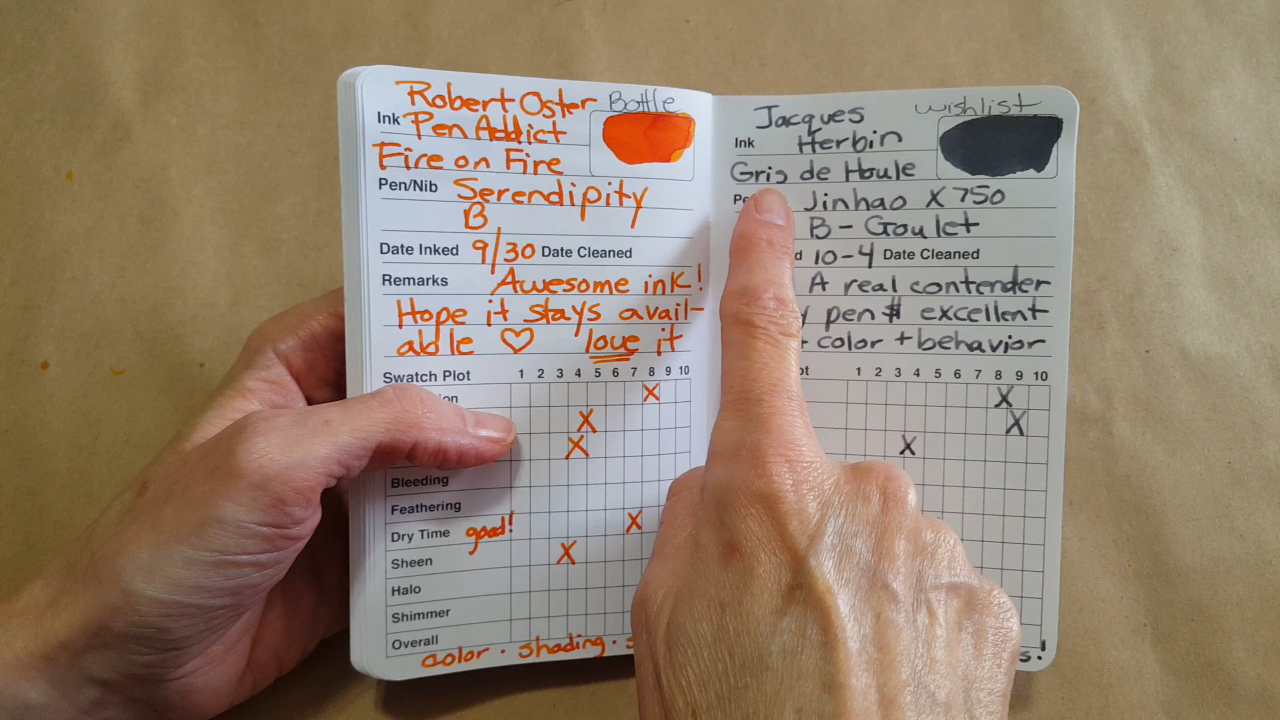 Robert Oster Bottle
Ink Pen Addict
Fire on Fire
Pen/Nib Serendipity
B
Date Inked 9/30 Date Cleaned
Remarks Awesome ink!
Hope it stays avail-
able ♡ love it
Swatch Plot 1 2 3 4 5 6 7 8 9 10
Bleeding
Feathering
Dry Time good!
Sheen
Halo
Shimmer
Overall
color · shading ·
Jacques wishlist
Ink Herbin
Gris de Houle
Jinhao X750
B - Goulet
10-4 Date Cleaned
A real contender
pen $ excellent
color + behavior
1 2 3 4 5 6 7 8 9 10